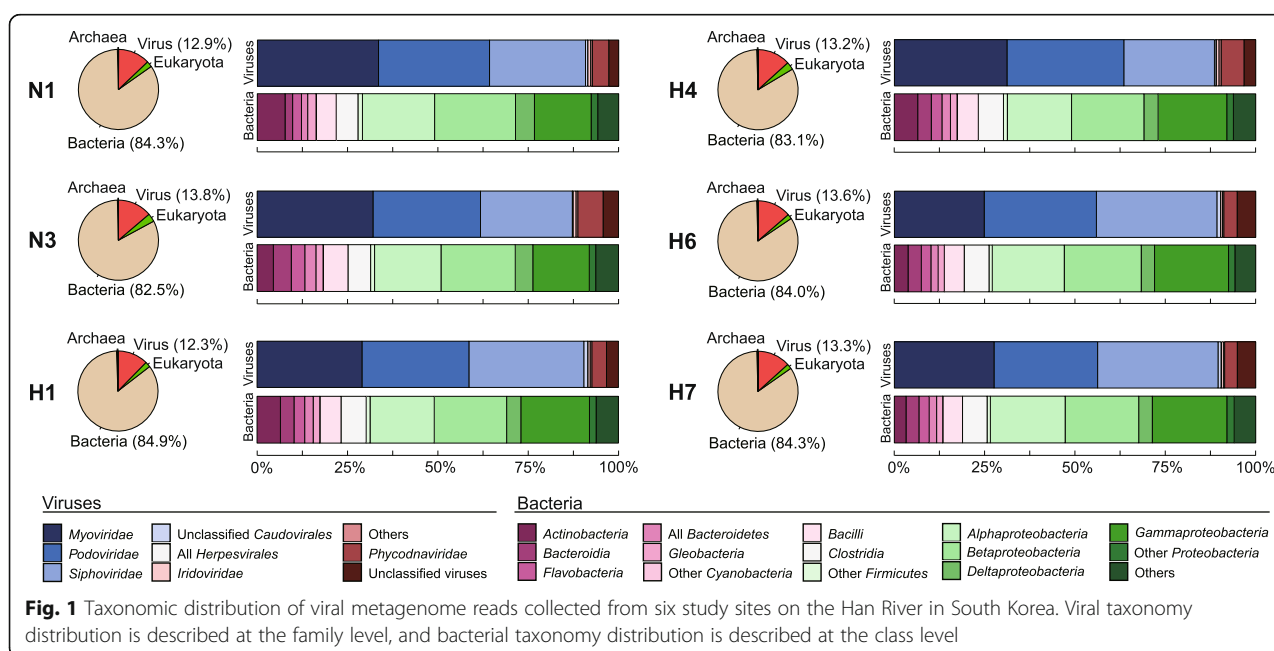 Archaea
Virus (12.9%)
Eukaryota
N1
Bacteria (84.3%)
Viruses
Bacteria
Archaea
Virus (13.2%)
Eukaryota
H4
Bacteria (83.1%)
Viruses
Bacteria
Archaea
Virus (13.8%)
Eukaryota
N3
Bacteria (82.5%)
Viruses
Bacteria
Archaea
Virus (13.6%)
Eukaryota
H6
Bacteria (84.0%)
Viruses
Bacteria
Archaea
Virus (12.3%)
Eukaryota
H1
Bacteria (84.9%)
Viruses
Bacteria
0% 25% 50% 75% 100%
Archaea
Virus (13.3%)
Eukaryota
H7
Bacteria (84.3%)
Viruses
Bacteria
0% 25% 50% 75% 100%
Viruses
Myoviridae
Podoviridae
Siphoviridae
Unclassified Caudovirales
All Herpesvirales
Iridoviridae
Others
Phycodnaviridae
Unclassified viruses
Bacteria
Actinobacteria
Bacteroidia
Flavobacteria
All Bacteroidetes
Gleobacteria
Other Cyanobacteria
Bacilli
Clostridia
Other Firmicutes
Alphaproteobacteria
Betaproteobacteria
Deltaproteobacteria
Gammaproteobacteria
Other Proteobacteria
Others
Fig. 1 Taxonomic distribution of viral metagenome reads collected from six study sites on the Han River in South Korea. Viral taxonomy
distribution is described at the family level, and bacterial taxonomy distribution is described at the class level